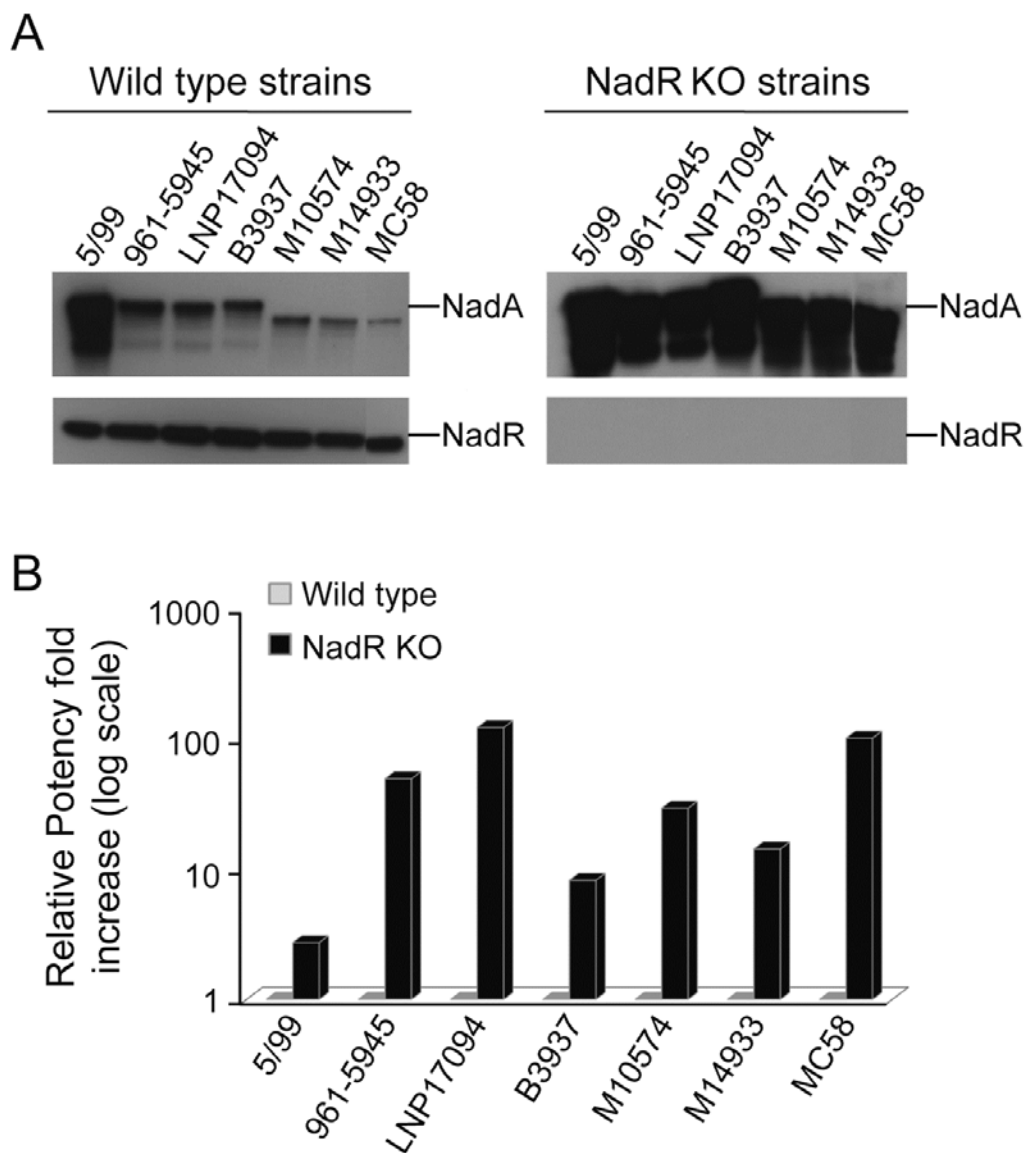 A
Wild type strains
NadR KO strains
5/99
961-5945
LNP17094
B3937
M10574
M14933
MC58
5/99
961-5945
LNP17094
B3937
M10574
M14933
MC58
NadA
NadA
NadR
NadR
B
Wild type
NadR KO
Relative Potency fold
increase (log scale)
1000
100
10
1
5/99
961-5945
LNP17094
B3937
M10574
M14933
MC58